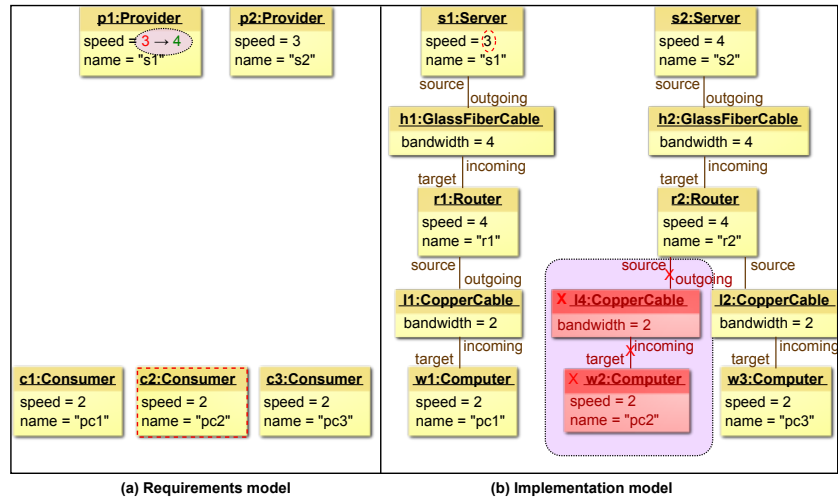 p1:Provider
speed = 3 → 4
name = "s1"
p2:Provider
speed = 3
name = "s2"
c1:Consumer
speed = 2
name = "pc1"
c2:Consumer
speed = 2
name = "pc2"
c3:Consumer
speed = 2
name = "pc3"
(a) Requirements model
s1:Server
speed = 3
name = "s1"
source
outgoing
h1:GlassFiberCable
bandwidth = 4
incoming
target
r1:Router
speed = 4
name = "r1"
source
outgoing
l1:CopperCable
bandwidth = 2
incoming
target
w1:Computer
speed = 2
name = "pc1"
s2:Server
speed = 4
name = "s2"
source
outgoing
h2:GlassFiberCable
bandwidth = 4
incoming
target
r2:Router
speed = 4
name = "r2"
source
X
outgoing
X l4:CopperCable
bandwidth = 2
incoming
X
target
X w2:Computer
speed = 2
name = "pc2"
source
outgoing
l2:CopperCable
bandwidth = 2
incoming
target
w3:Computer
speed = 2
name = "pc3"
(b) Implementation model